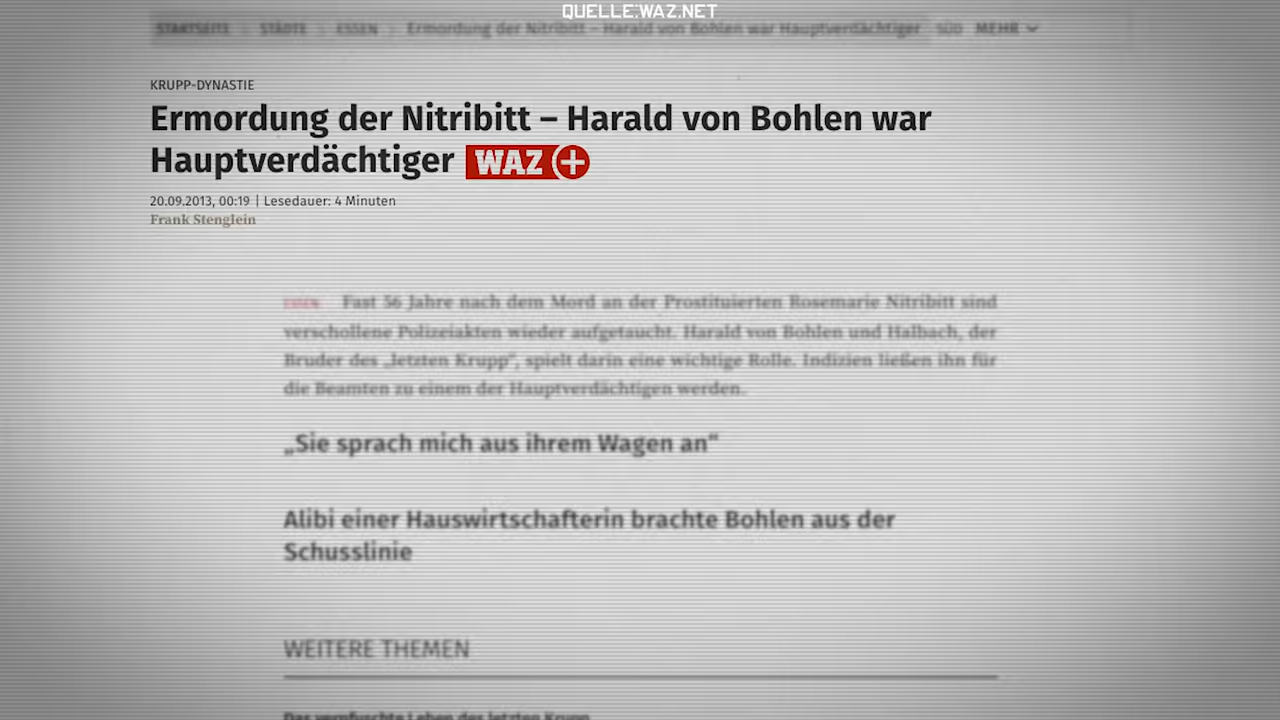 QUELLE:WAZ.NET
STARTSEITE STÄDTE ESSEN Ermordung der Nitribitt – Harald von Bohlen war Hauptverdächtiger SÜD MEHR
KRUPP-DYNASTIE
Ermordung der Nitribitt – Harald von Bohlen war
Hauptverdächtiger WAZ+
20.09.2013, 00:19 | Lesedauer: 4 Minuten
Frank Stenglein
ESSEN. Fast 56 Jahre nach dem Mord an der Prostituierten Rosemarie Nitribitt sind
verschollene Polizeiakten wieder aufgetaucht. Harald von Bohlen und Halbach, der
Bruder des „letzten Krupp“, spielt darin eine wichtige Rolle. Indizien ließen ihn für
die Beamten zu einem der Hauptverdächtigen werden.
„Sie sprach mich aus ihrem Wagen an“
Alibi einer Hauswirtschafterin brachte Bohlen aus der
Schusslinie
WEITERE THEMEN
Das verpfuschte Leben des letzten Krupp